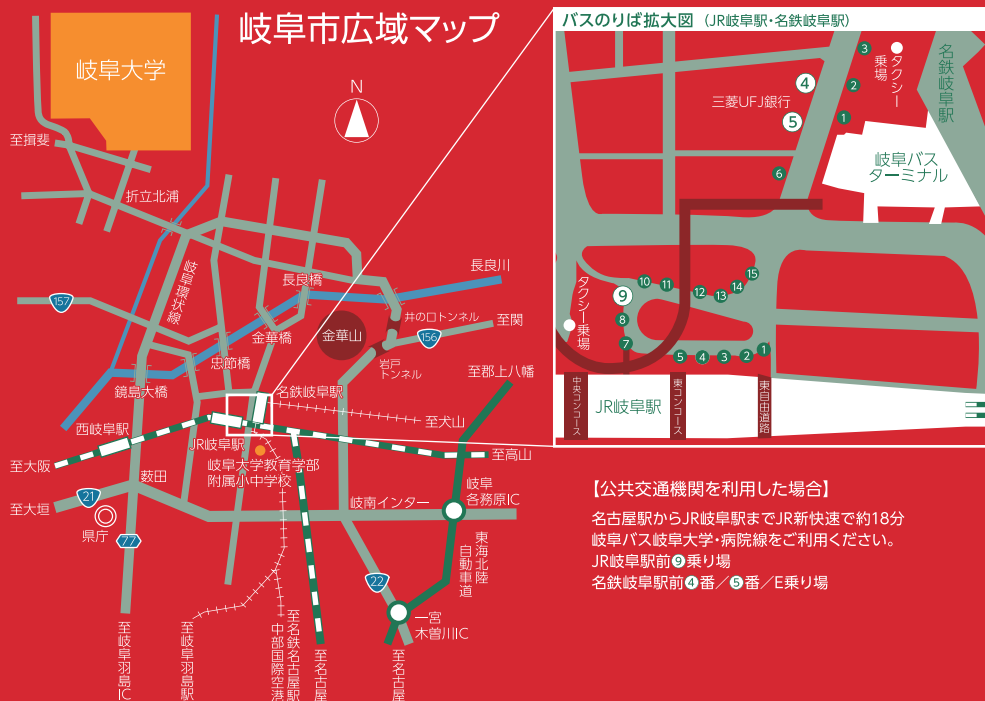 岐阜市広域マップ
岐阜大学
N
至揖斐
折立北浦
岐阜環状線
長良橋
長良川
157
金華山
井の口トンネル
156
至関
金華橋
忠節橋
岩戸
トンネル
鏡島大橋
名鉄岐阜駅
至郡上八幡
西岐阜駅
JR岐阜駅
至犬山
至大阪
至高山
岐阜大学教育学部
附属小中学校
薮田
21
至大垣
県庁
77
岐南インター
岐阜
各務原IC
東海北陸
自動車道
22
一宮
木曽川IC
至岐阜羽島IC
至岐阜羽島駅
至名鉄名古屋駅
中部国際空港
至名古屋
至名古屋
バスのりば拡大図（JR岐阜駅・名鉄岐阜駅）
3
タクシー
乗場
名鉄岐阜駅
4
2
三菱UFJ銀行
5
1
岐阜バス
ターミナル
6
タクシー乗場
10
11
12
13
14
15
9
8
7
5
4
3
2
1
中央コンコース
JR岐阜駅
東コンコース
東自由通路
【公共交通機関を利用した場合】
名古屋駅からJR岐阜駅までJR新快速で約18分
岐阜バス岐阜大学・病院線をご利用ください。
JR岐阜駅前❾乗り場
名鉄岐阜駅前❹番／❺番／E乗り場